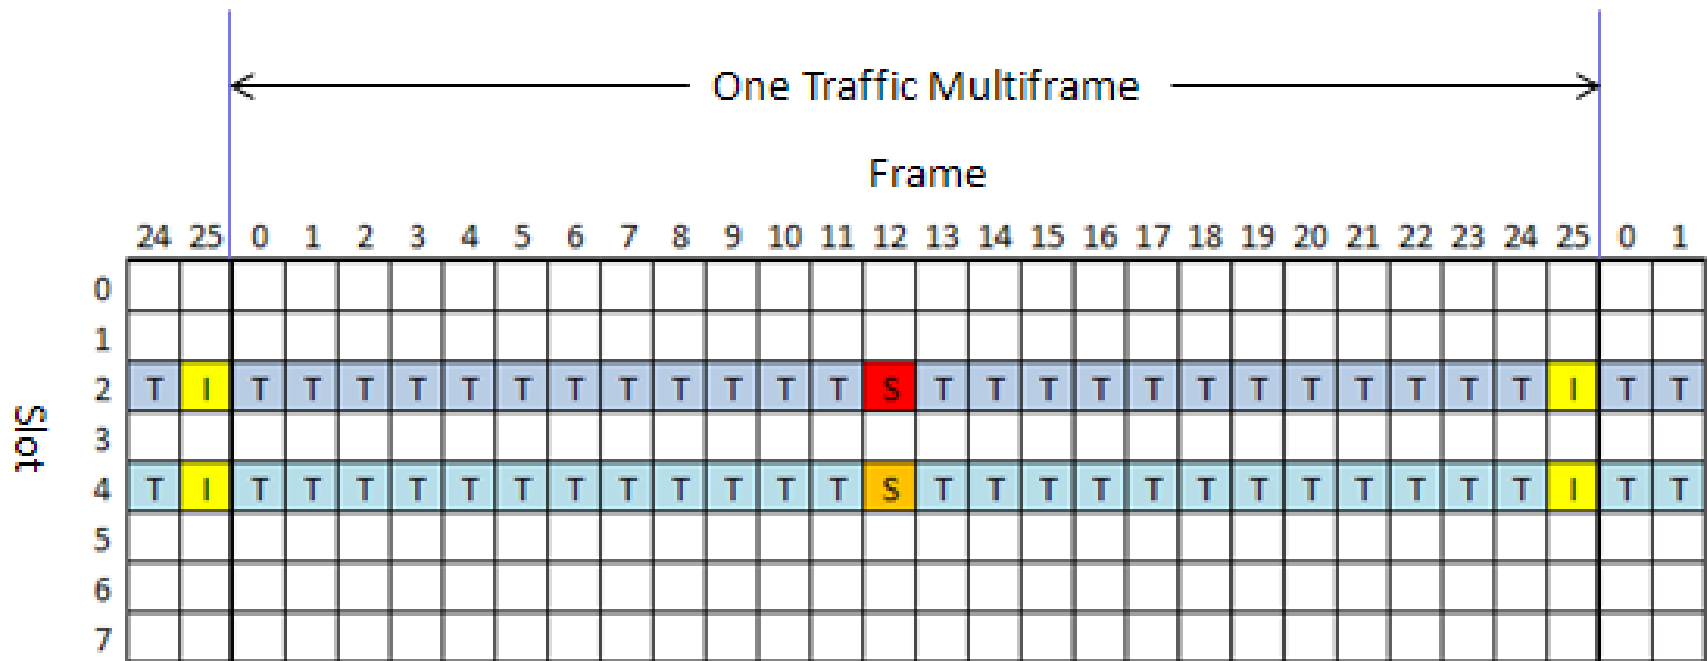 One Traffic Multiframe
Frame
24 25 0 1 2 3 4 5 6 7 8 9 10 11 12 13 14 15 16 17 18 19 20 21 22 23 24 25 0 1
0
1
2 T I T T T T T T T T T T T T S T T T T T T T T T T T T I T T
Slot
3
4 T I T T T T T T T T T T T T S T T T T T T T T T T T T I T T
5
6
7